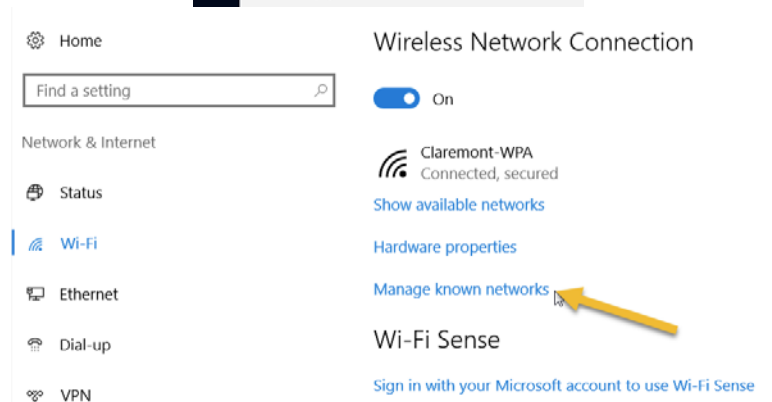 Home
Find a setting
Network & Internet
Status
Wi-Fi
Ethernet
Dial-up
VPN
Wireless Network Connection
On
Claremont-WPA
Connected, secured
Show available networks
Hardware properties
Manage known networks
Wi-Fi Sense
Sign in with your Microsoft account to use Wi-Fi Sense